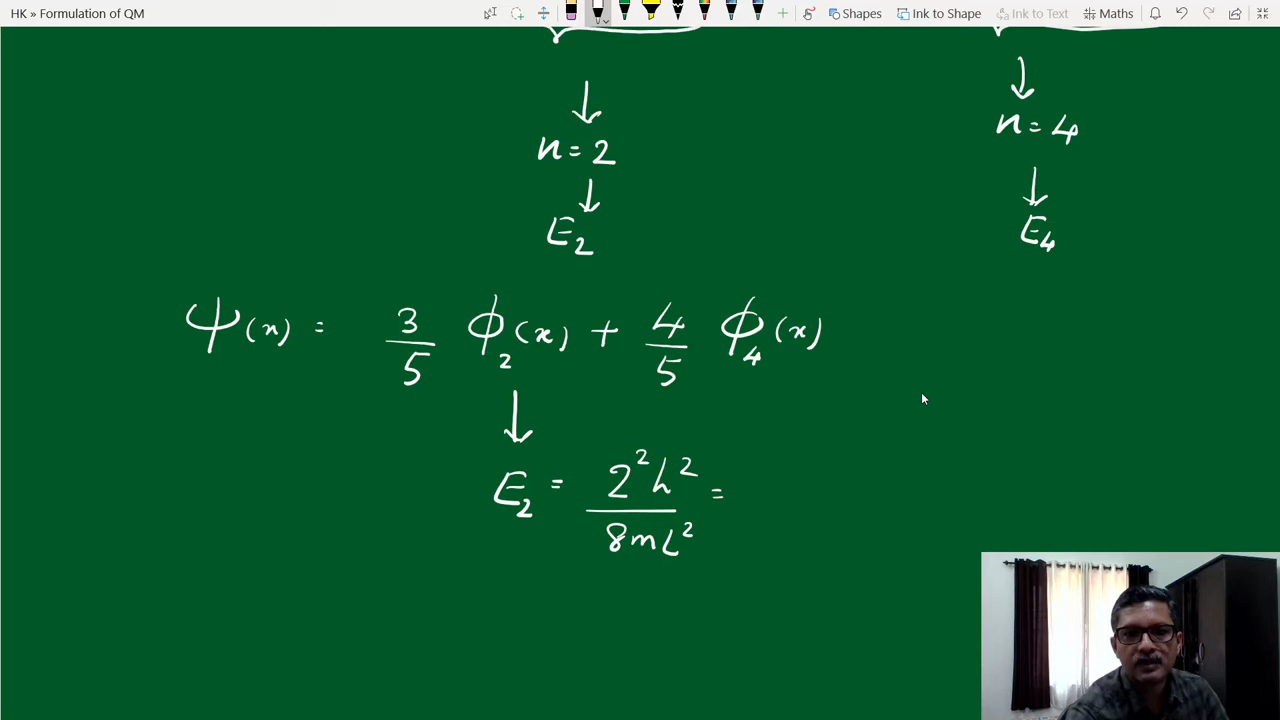 HK » Formulation of QM
Shapes Ink to Shape Ink to Text Maths
↓ ↓
n = 2 n = 4
↓ ↓
E₂ E₄
ψ(x) = 3/5 ϕ₂(x) + 4/5 ϕ₄(x)
↓
E₂ = 2²h²/8mL² =